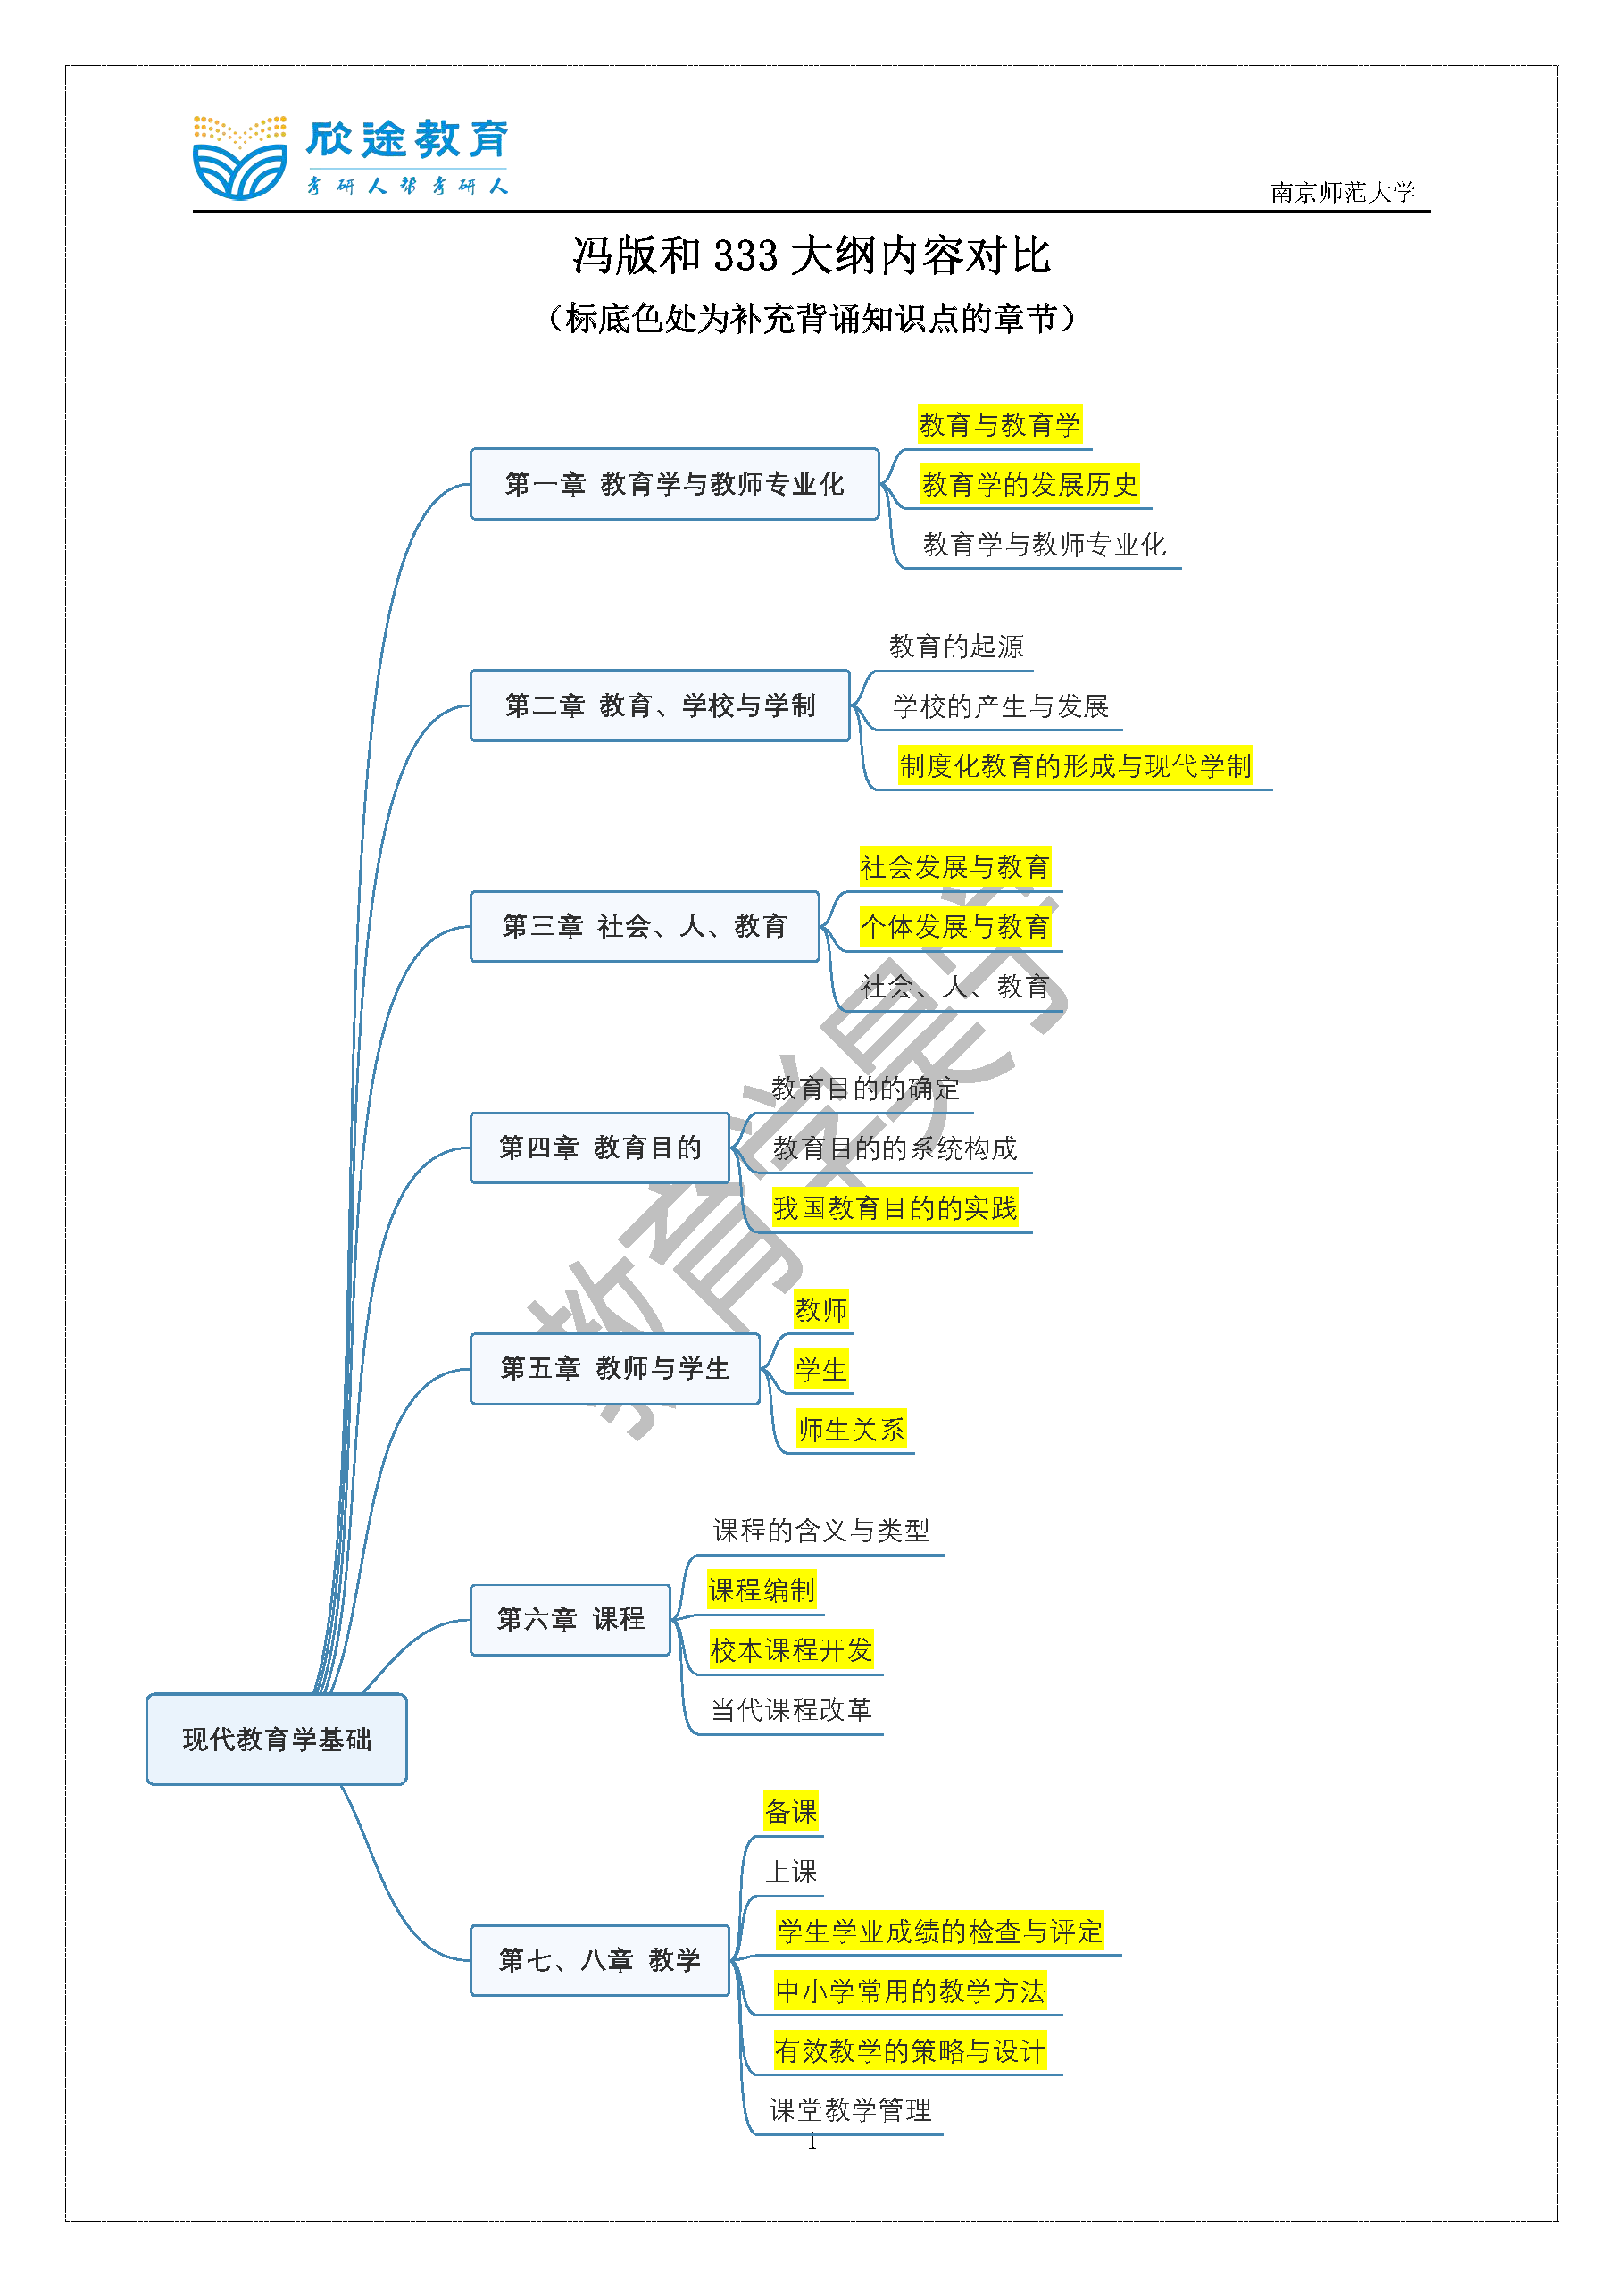 欣途教育
考研人帮考研人
南京师范大学
冯版和 333 大纲内容对比
（标底色处为补充背诵知识点的章节）
教育与教育学
第一章 教育学与教师专业化
教育学的发展历史
教育学与教师专业化
教育的起源
第二章 教育、学校与学制
学校的产生与发展
制度化教育的形成与现代学制
社会发展与教育
第三章 社会、人、教育
个体发展与教育
社会、人、教育
教育目的的确定
第四章 教育目的
教育目的的系统构成
我国教育目的的实践
教师
第五章 教师与学生
学生
师生关系
课程的含义与类型
课程编制
第六章 课程
校本课程开发
当代课程改革
现代教育学基础
备课
上课
学生学业成绩的检查与评定
第七、八章 教学
中小学常用的教学方法
有效教学的策略与设计
课堂教学管理
1
教育学昊宇